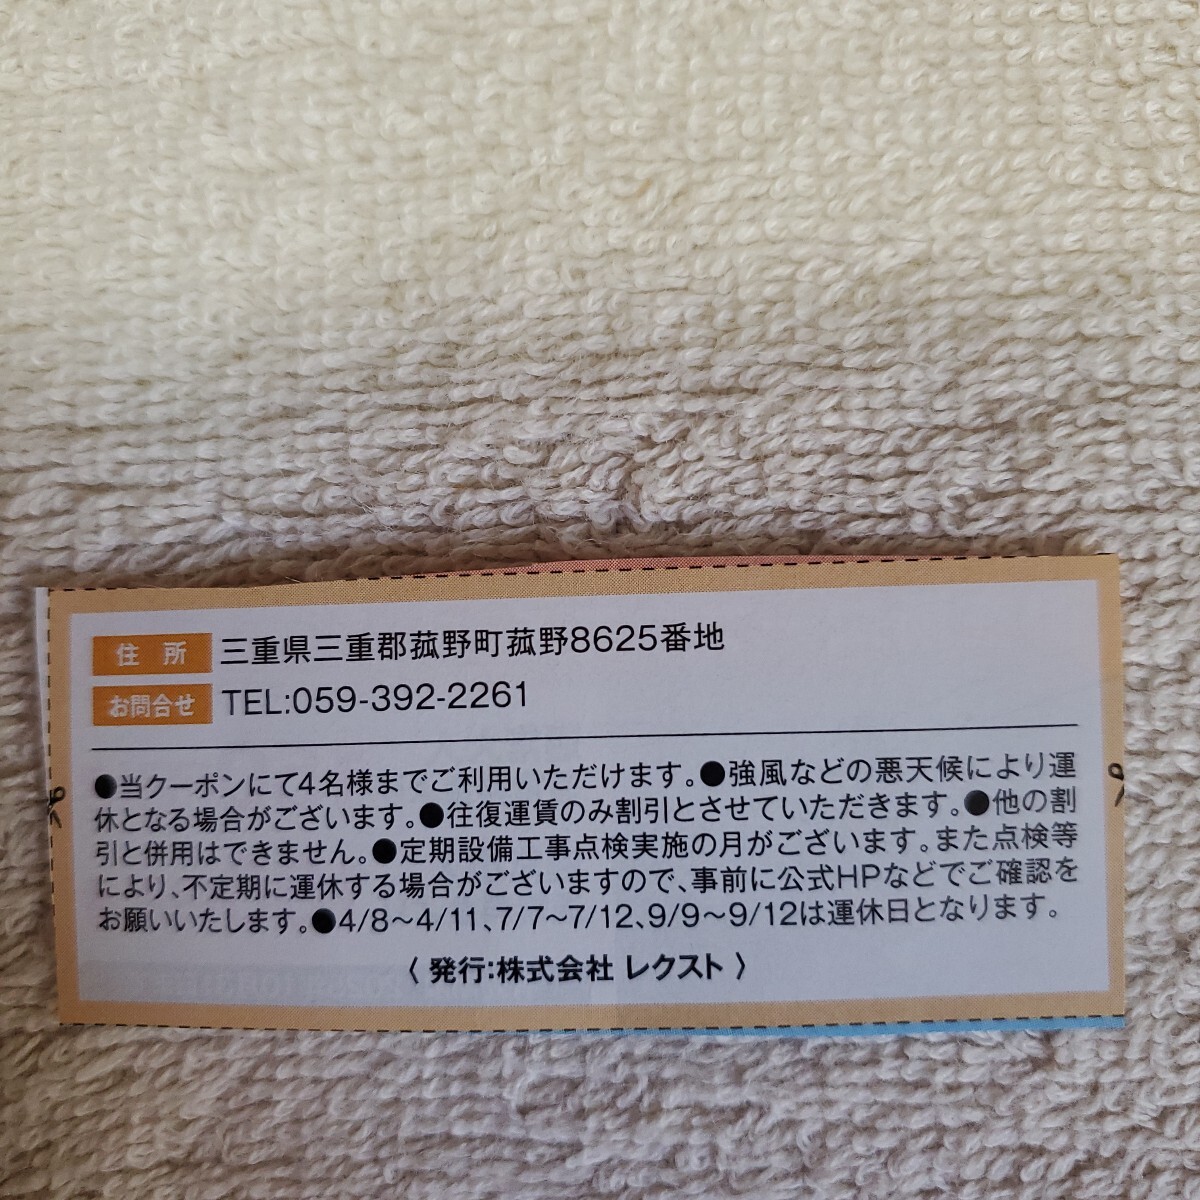 住所 三重県三重郡菰野町菰野8625番地
お問合せ TEL:059-392-2261
●当クーポンにて4名様までご利用いただけます。●強風などの悪天候により運
休となる場合がございます。●往復運賃のみ割引とさせていただきます。●他の割
引と併用はできません。●定期設備工事点検実施の月がございます。また点検等
により、不定期に運休する場合がございますので、事前に公式HPなどでご確認を
お願いいたします。●4/8～4/11、7/7～7/12、9/9～9/12は運休日となります。
〈 発行:株式会社 レクスト 〉